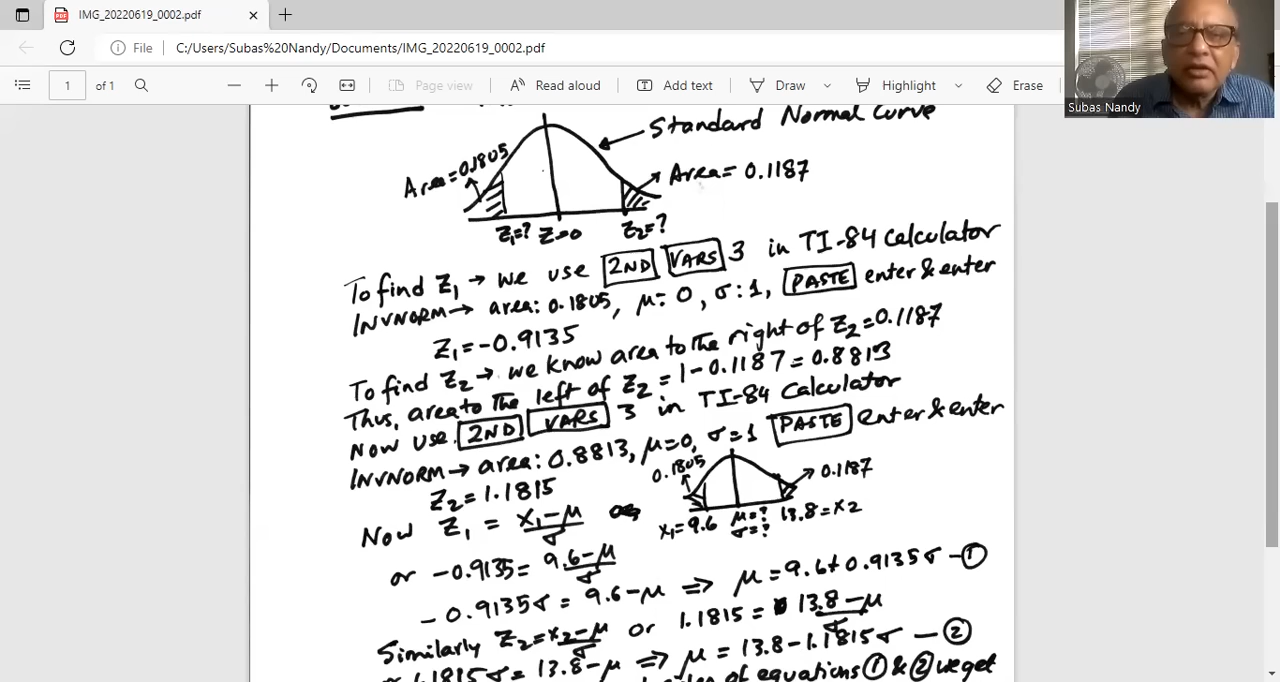 IMG_20220619_0002.pdf
File C:/Users/Subas%20Nandy/Documents/IMG_20220619_0002.pdf
1 of 1 Page view Read aloud Add text Draw Highlight Erase
Subas Nandy
Standard Normal Curve
Area=0.1805
Area= 0.1187
Z₁=? Z=0 Z₂=?
To find Z₁ → we use 2ND VARS 3 in TI-84 Calculator
INVNORM → area: 0.1805, μ: 0, σ:1, PASTE enter & enter
Z₁=-0.9135
To find Z₂ → we know area to the right of Z₂=0.1187
Thus, area to the left of Z₂ = 1-0.1187=0.8813
Now use 2ND VARS 3 in TI-84 Calculator
INVNORM → area: 0.8813, μ=0, σ=1 PASTE enter & enter
Z₂=1.1815
0.1805 0.1187
x₁=9.6 μ=? σ=? 13.8=x₂
Now Z₁ = x₁-μ/σ
or -0.9135= 9.6-μ/σ
-0.9135σ= 9.6-μ ⇒ μ=9.6+0.9135σ -①
Similarly Z₂=x₂-μ/σ or 1.1815= 13.8-μ/σ
1.1815σ= 13.8-μ ⇒ μ = 13.8-1.1815σ -②
of equations ① & ② we get